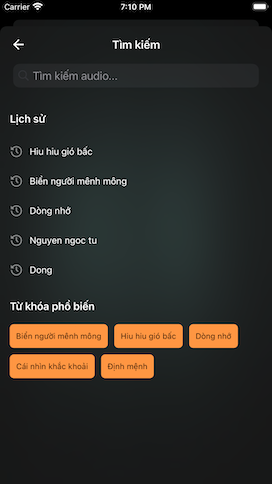 Carrier 7:10 PM
Tìm kiếm
Tìm kiếm audio...
Lịch sử
Hiu hiu gió bấc
Biển người mênh mông
Dòng nhớ
Nguyen ngoc tu
Dong
Từ khóa phổ biến
Biển người mênh mông Hiu hiu gió bấc Dòng nhớ
Cái nhìn khắc khoải Định mệnh